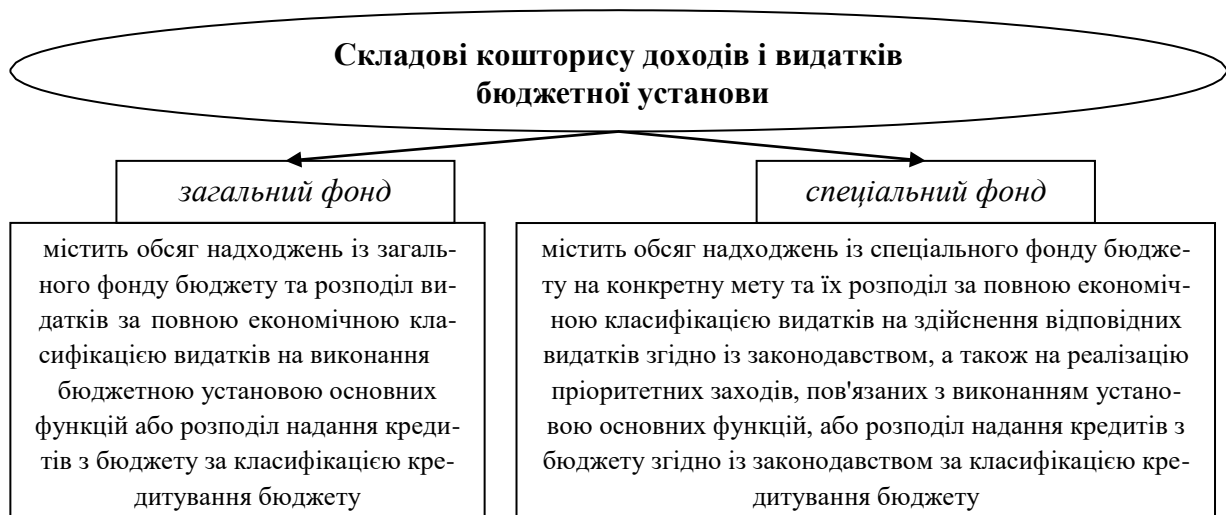 Складові кошторису доходів і видатків
бюджетної установи
загальний фонд
містить обсяг надходжень із загаль-
ного фонду бюджету та розподіл ви-
датків за повною економічною кла-
сифікацією видатків на виконання
бюджетною установою основних
функцій або розподіл надання креди-
тів з бюджету за класифікацією кре-
дитування бюджету
спеціальний фонд
містить обсяг надходжень із спеціального фонду бюдже-
ту на конкретну мету та їх розподіл за повною економіч-
ною класифікацією видатків на здійснення відповідних
видатків згідно із законодавством, а також на реалізацію
пріоритетних заходів, пов'язаних з виконанням устано-
вою основних функцій, або розподіл надання кредитів з
бюджету згідно із законодавством за класифікацією кре-
дитування бюджету